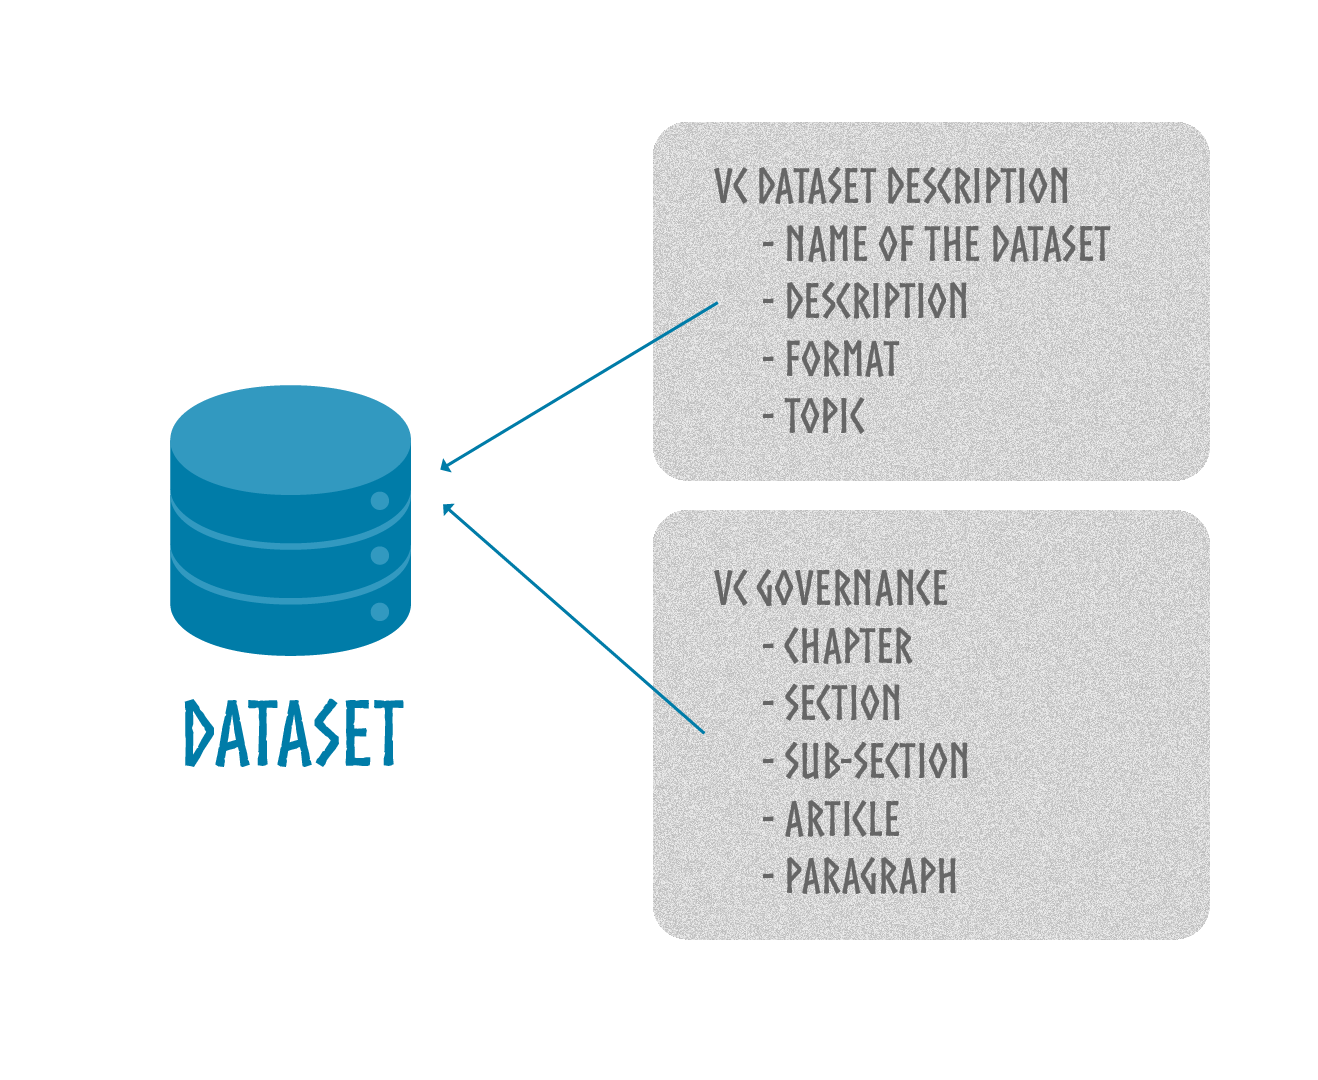 VC DATASET DESCRIPTION
- NAME OF THE DATASET
- DESCRIPTION
- FORMAT
- TOPIC
DATASET
VC GOVERNANCE
- CHAPTER
- SECTION
- SUB-SECTION
- ARTICLE
- PARAGRAPH